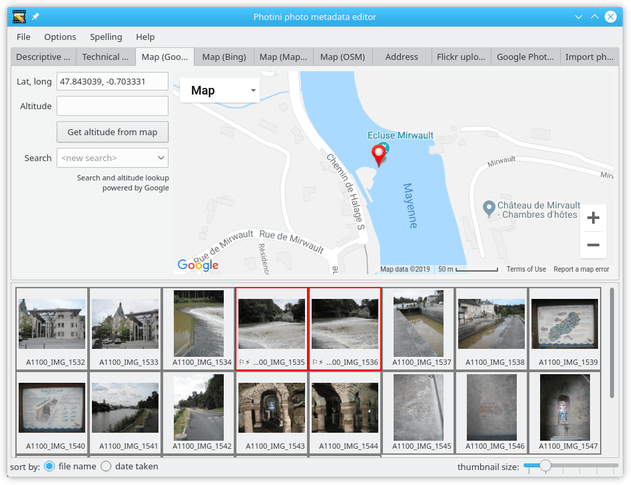 Photini photo metadata editor
File Options Spelling Help
Descriptive ... Technical ... Map (Goo... Map (Bing) Map (Map... Map (OSM) Address Flickr uplo... Google Phot... Import ph...
Lat, long 47.843039, -0.703331
Altitude
Get altitude from map
Search <new search>
Search and altitude lookup
powered by Google
Map
Ecluse Mirwault
Chemin de Halage S
Mayenne
Mirwault
Mirw
Château de Mirvault
- Chambres d'hôtes
Rue de Mirwault
Rue de Mirwault
Résidence
Google
Map data ©2019 50 m Terms of Use Report a map error
A1100_IMG_1532 A1100_IMG_1533 A1100_IMG_1534 ...00_IMG_1535 ...00_IMG_1536 A1100_IMG_1537 A1100_IMG_1538 A1100_IMG_1539
A1100_IMG_1540 A1100_IMG_1541 A1100_IMG_1542 A1100_IMG_1543 A1100_IMG_1544 A1100_IMG_1545 A1100_IMG_1546 A1100_IMG_1547
sort by: file name date taken thumbnail size: